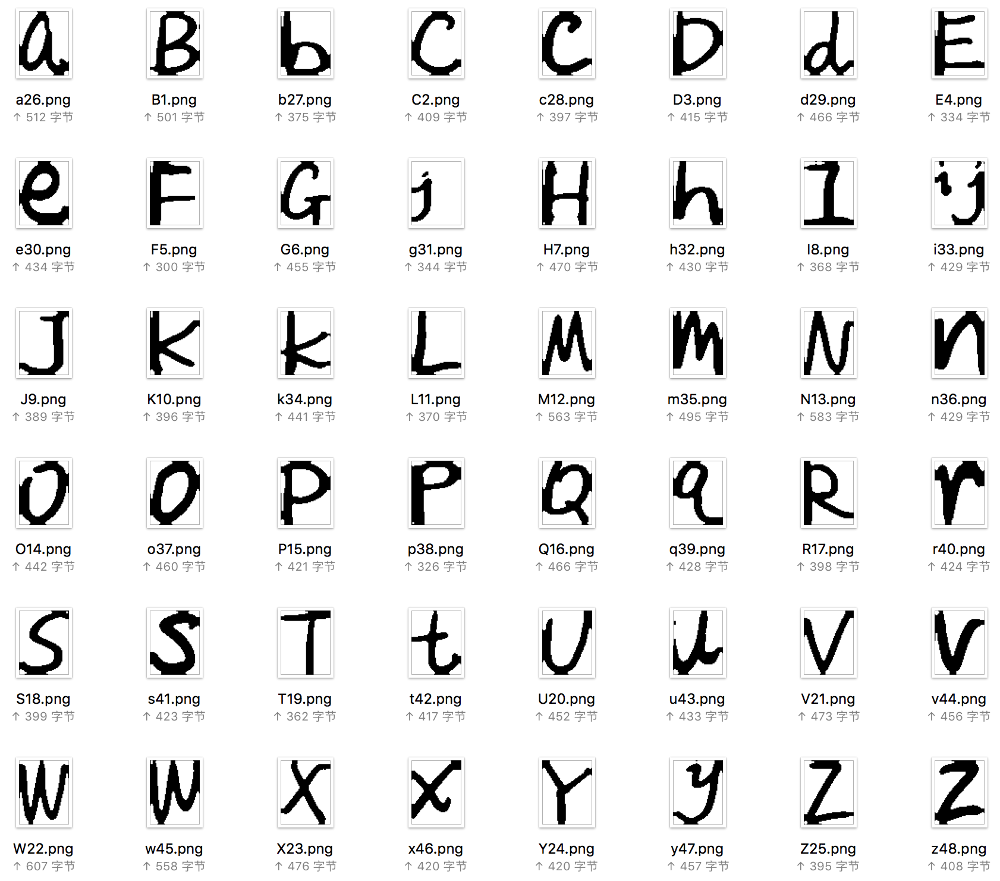 a B b C C D d E
a26.png B1.png b27.png C2.png c28.png D3.png d29.png E4.png
↑ 512 字节 ↑ 501 字节 ↑ 375 字节 ↑ 409 字节 ↑ 397 字节 ↑ 415 字节 ↑ 466 字节 ↑ 334 字节
e F G j H h I ij
e30.png F5.png G6.png g31.png H7.png h32.png I8.png i33.png
↑ 434 字节 ↑ 300 字节 ↑ 455 字节 ↑ 344 字节 ↑ 470 字节 ↑ 430 字节 ↑ 368 字节 ↑ 429 字节
J K k L M m N n
J9.png K10.png k34.png L11.png M12.png m35.png N13.png n36.png
↑ 389 字节 ↑ 396 字节 ↑ 441 字节 ↑ 370 字节 ↑ 563 字节 ↑ 495 字节 ↑ 583 字节 ↑ 429 字节
O O P P Q q R r
O14.png o37.png P15.png p38.png Q16.png q39.png R17.png r40.png
↑ 442 字节 ↑ 460 字节 ↑ 421 字节 ↑ 326 字节 ↑ 466 字节 ↑ 428 字节 ↑ 398 字节 ↑ 424 字节
S S T t U u V v
S18.png s41.png T19.png t42.png U20.png u43.png V21.png v44.png
↑ 399 字节 ↑ 423 字节 ↑ 362 字节 ↑ 417 字节 ↑ 452 字节 ↑ 433 字节 ↑ 473 字节 ↑ 456 字节
W W X x Y y Z Z
W22.png w45.png X23.png x46.png Y24.png y47.png Z25.png z48.png
↑ 607 字节 ↑ 558 字节 ↑ 476 字节 ↑ 420 字节 ↑ 420 字节 ↑ 457 字节 ↑ 395 字节 ↑ 408 字节